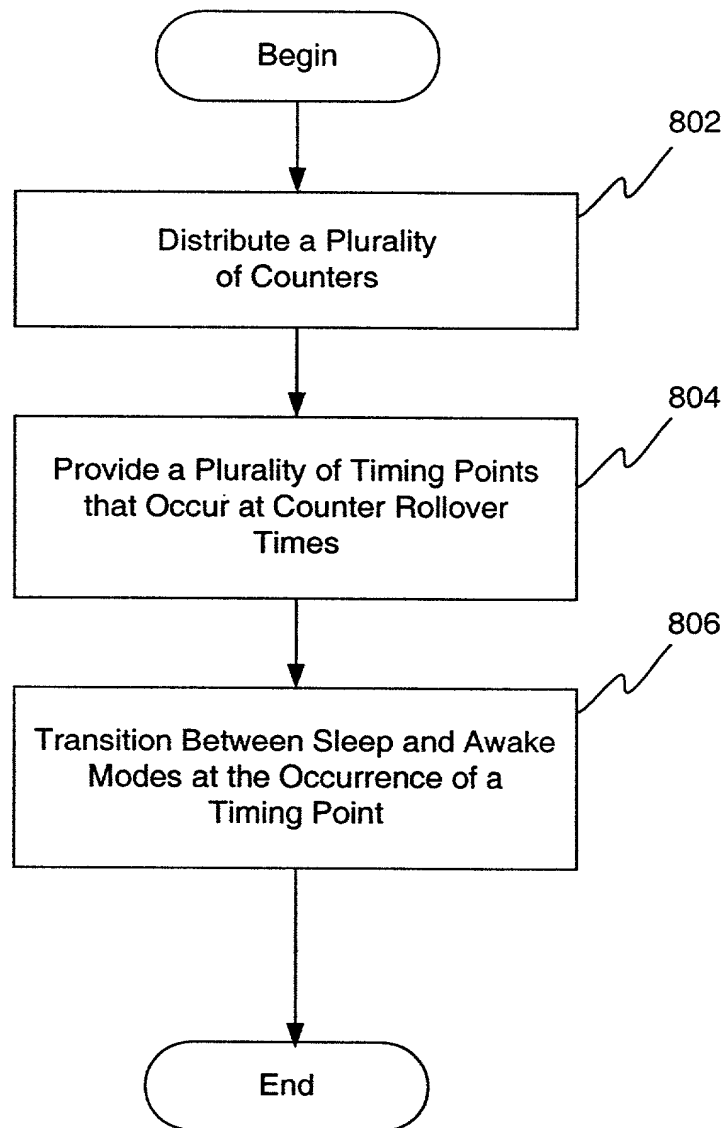 Begin
802
Distribute a Plurality
of Counters
804
Provide a Plurality of Timing Points
that Occur at Counter Rollover
Times
806
Transition Between Sleep and Awake
Modes at the Occurrence of a
Timing Point
End